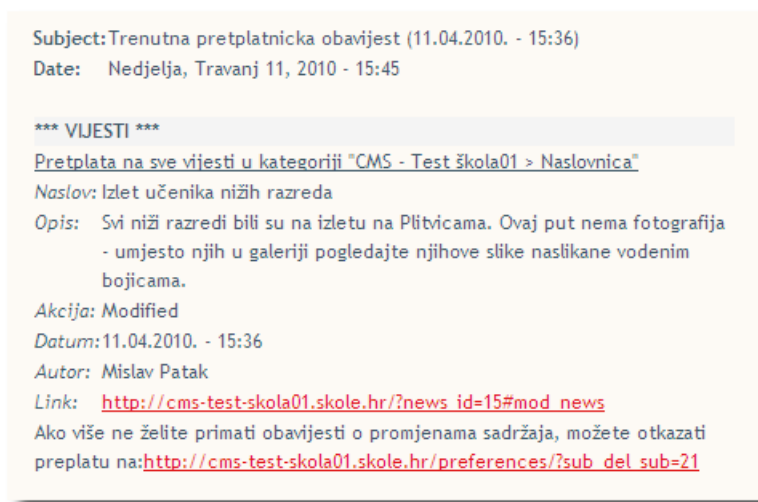 Subject: Trenutna pretplatnicka obavijest (11.04.2010. - 15:36)
Date: Nedjelja, Travanj 11, 2010 - 15:45
*** VIJESTI ***
Pretplata na sve vijesti u kategoriji "CMS - Test škola01 > Naslovnica"
Naslov: Izlet učenika nižih razreda
Opis: Svi niži razredi bili su na izletu na Plitvicama. Ovaj put nema fotografija
- umjesto njih u galeriji pogledajte njihove slike naslikane vodenim
bojicama.
Akcija: Modified
Datum: 11.04.2010. - 15:36
Autor: Mislav Patak
Link: http://cms-test-skola01.skole.hr/?news_id=15#mod_news
Ako više ne želite primati obavijesti o promjenama sadržaja, možete otkazati
preplatu na:http://cms-test-skola01.skole.hr/preferences/?sub_del_sub=21